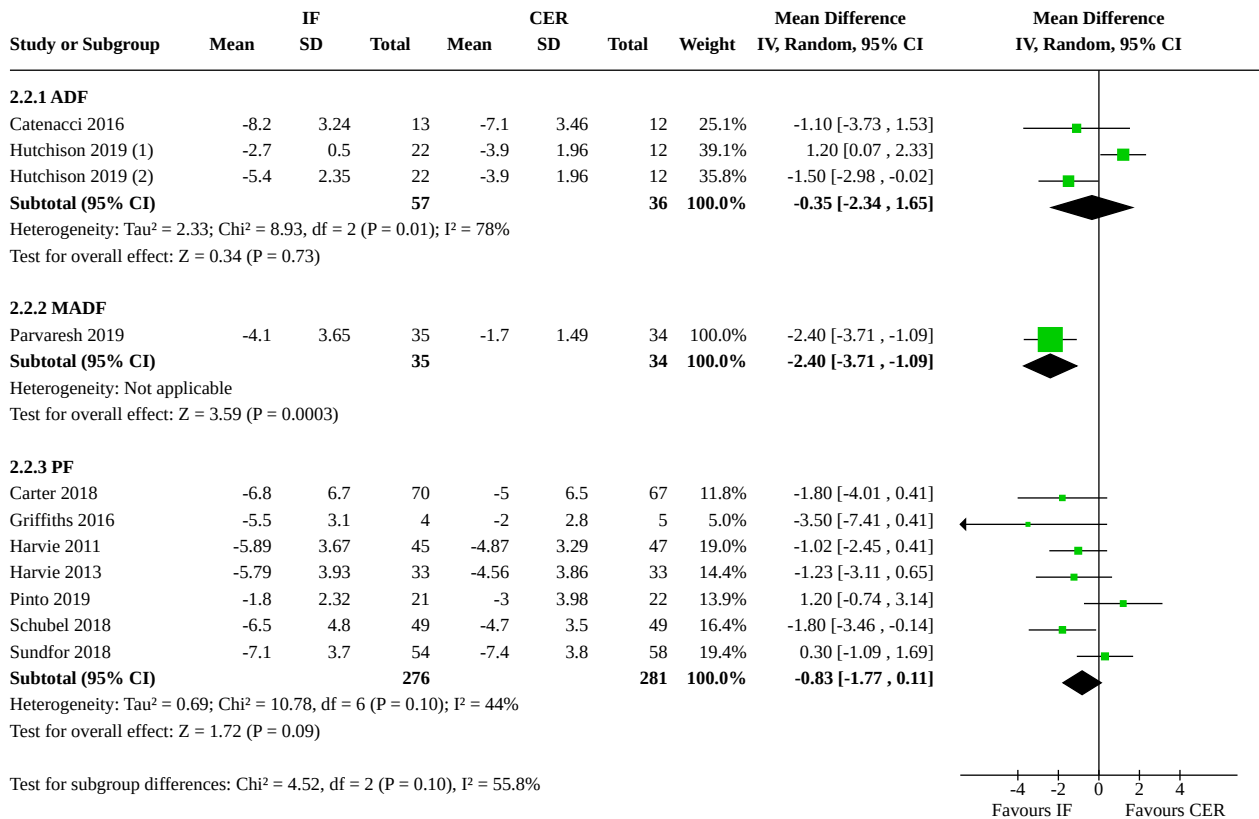 IF CER Mean Difference Mean Difference
Study or Subgroup Mean SD Total Mean SD Total Weight IV, Random, 95% CI IV, Random, 95% CI
2.2.1 ADF
Catenacci 2016 -8.2 3.24 13 -7.1 3.46 12 25.1% -1.10 [-3.73 , 1.53]
Hutchison 2019 (1) -2.7 0.5 22 -3.9 1.96 12 39.1% 1.20 [0.07 , 2.33]
Hutchison 2019 (2) -5.4 2.35 22 -3.9 1.96 12 35.8% -1.50 [-2.98 , -0.02]
Subtotal (95% CI) 57 36 100.0% -0.35 [-2.34 , 1.65]
Heterogeneity: Tau² = 2.33; Chi² = 8.93, df = 2 (P = 0.01); I² = 78%
Test for overall effect: Z = 0.34 (P = 0.73)
2.2.2 MADF
Parvaresh 2019 -4.1 3.65 35 -1.7 1.49 34 100.0% -2.40 [-3.71 , -1.09]
Subtotal (95% CI) 35 34 100.0% -2.40 [-3.71 , -1.09]
Heterogeneity: Not applicable
Test for overall effect: Z = 3.59 (P = 0.0003)
2.2.3 PF
Carter 2018 -6.8 6.7 70 -5 6.5 67 11.8% -1.80 [-4.01 , 0.41]
Griffiths 2016 -5.5 3.1 4 -2 2.8 5 5.0% -3.50 [-7.41 , 0.41]
Harvie 2011 -5.89 3.67 45 -4.87 3.29 47 19.0% -1.02 [-2.45 , 0.41]
Harvie 2013 -5.79 3.93 33 -4.56 3.86 33 14.4% -1.23 [-3.11 , 0.65]
Pinto 2019 -1.8 2.32 21 -3 3.98 22 13.9% 1.20 [-0.74 , 3.14]
Schubel 2018 -6.5 4.8 49 -4.7 3.5 49 16.4% -1.80 [-3.46 , -0.14]
Sundfor 2018 -7.1 3.7 54 -7.4 3.8 58 19.4% 0.30 [-1.09 , 1.69]
Subtotal (95% CI) 276 281 100.0% -0.83 [-1.77 , 0.11]
Heterogeneity: Tau² = 0.69; Chi² = 10.78, df = 6 (P = 0.10); I² = 44%
Test for overall effect: Z = 1.72 (P = 0.09)
Test for subgroup differences: Chi² = 4.52, df = 2 (P = 0.10), I² = 55.8%
-4 -2 0 2 4
Favours IF Favours CER